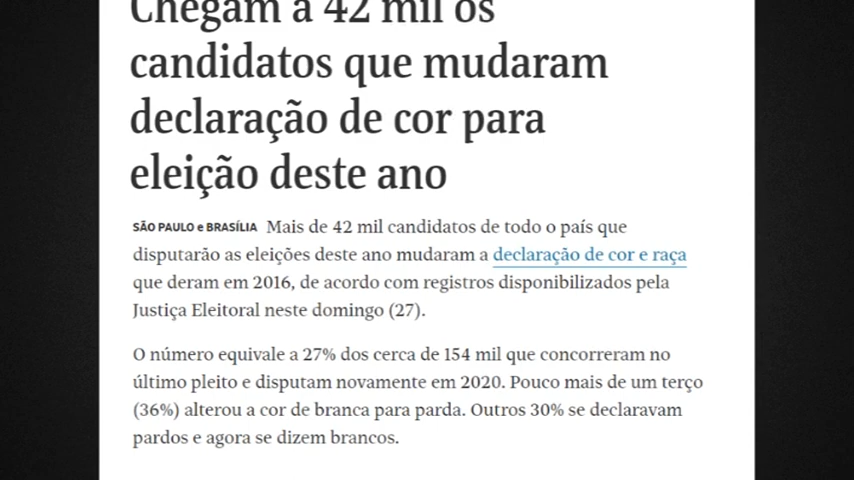 Chegam a 42 mil os
candidatos que mudaram
declaração de cor para
eleição deste ano
SÃO PAULO e BRASÍLIA Mais de 42 mil candidatos de todo o país que
disputarão as eleições deste ano mudaram a declaração de cor e raça
que deram em 2016, de acordo com registros disponibilizados pela
Justiça Eleitoral neste domingo (27).
O número equivale a 27% dos cerca de 154 mil que concorreram no
último pleito e disputam novamente em 2020. Pouco mais de um terço
(36%) alterou a cor de branca para parda. Outros 30% se declaravam
pardos e agora se dizem brancos.